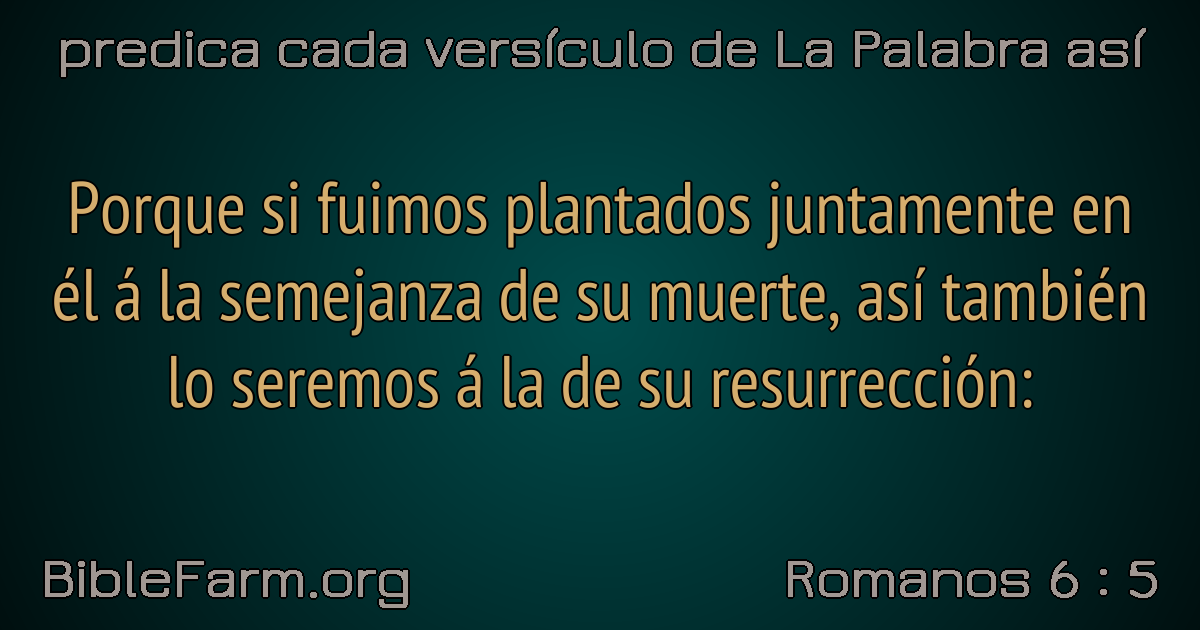 predica cada versículo de La Palabra así
Porque si fuimos plantados juntamente en
él á la semejanza de su muerte, así también
lo seremos á la de su resurrección:
BibleFarm.org
Romanos 6 : 5